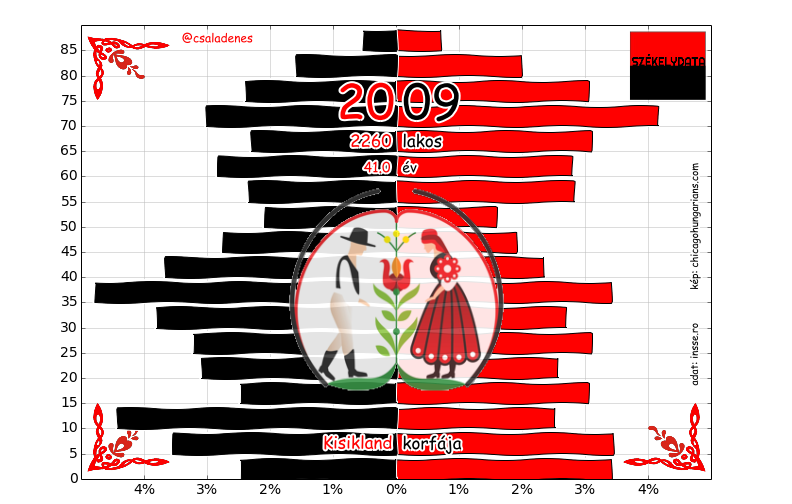 @csaladenes
SZÉKELYDATA
2009
2260 lakos
41.0 év
kép: chicagohungarians.com
adat: insse.ro
Kisikland korfája
85
80
75
70
65
60
55
50
45
40
35
30
25
20
15
10
5
0
4% 3% 2% 1% 0% 1% 2% 3% 4%